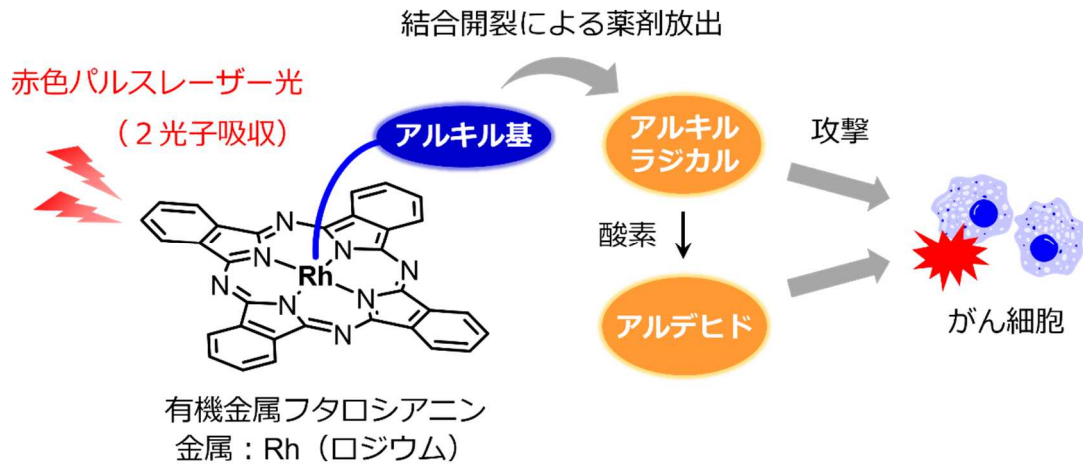 結合開裂による薬剤放出
赤色パルスレーザー光
（２光子吸収）
アルキル基
アルキル
ラジカル
攻撃
酸素
アルデヒド
がん細胞
N
N
N
N
Rh
N
N
N
N
有機金属フタロシアニン
金属：Rh（ロジウム）